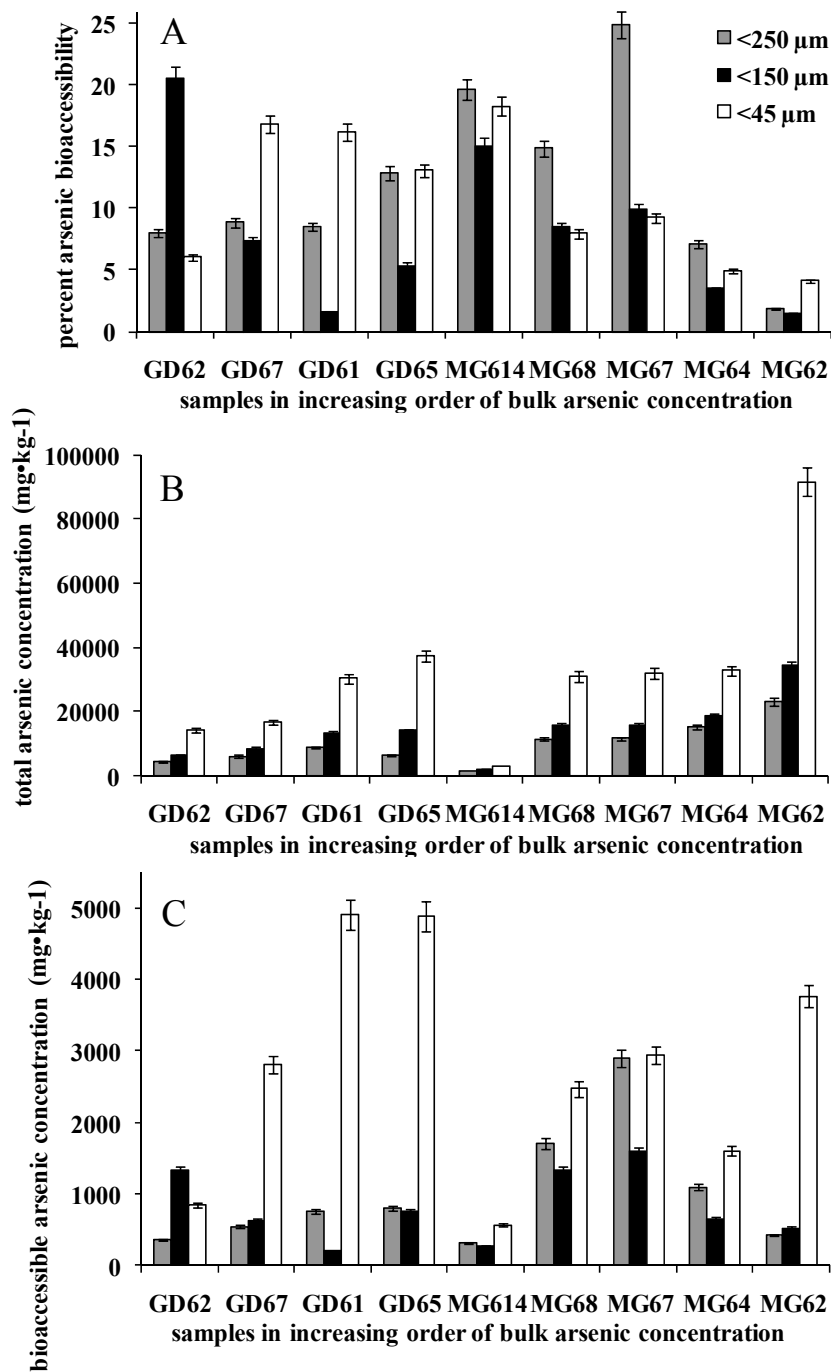 A
percent arsenic bioaccessibility
25
20
15
10
5
0
<250 µm
<150 µm
<45 µm
GD62 GD67 GD61 GD65 MG614 MG68 MG67 MG64 MG62
samples in increasing order of bulk arsenic concentration
B
total arsenic concentration (mg•kg-1)
100000
80000
60000
40000
20000
0
GD62 GD67 GD61 GD65 MG614 MG68 MG67 MG64 MG62
samples in increasing order of bulk arsenic concentration
C
bioaccessible arsenic concentration (mg•kg-1)
5000
4000
3000
2000
1000
0
GD62 GD67 GD61 GD65 MG614 MG68 MG67 MG64 MG62
samples in increasing order of bulk arsenic concentration